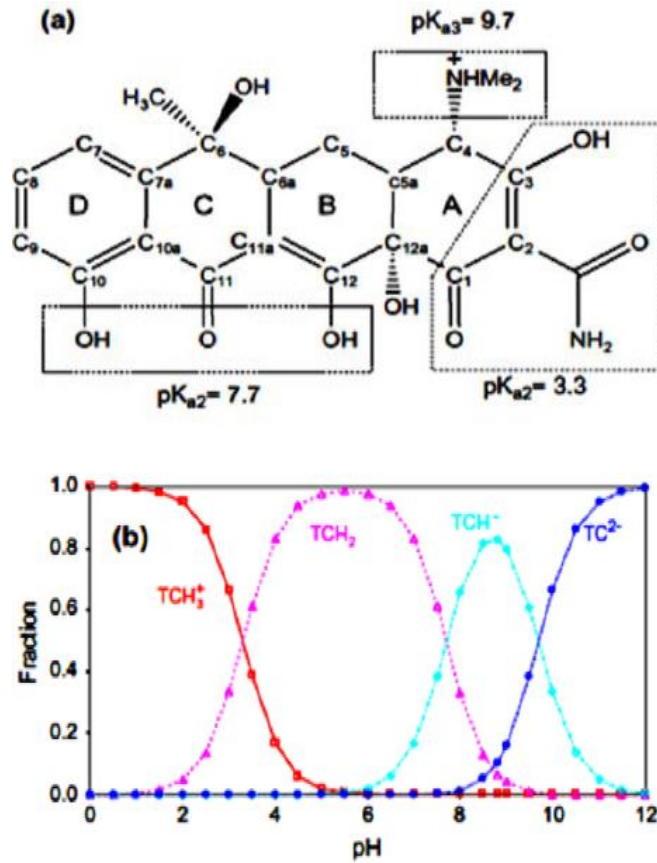 (a)
pKa3= 9.7
+
NHMe2
H3C
OH
C7
C6
C5
C4
OH
C8
C7a
C6a
C5a
C3
D
C
B
A
C9
C10a
C11a
C12a
C2
O
C10
C11
C12
C1
OH
OH
O
OH
O
NH2
pKa2= 7.7
pKa2= 3.3
(b)
TCH3+
TCH2
TCH-
TC2-
Fraction
1.0
0.8
0.6
0.4
0.2
0.0
0
2
4
6
8
10
12
pH